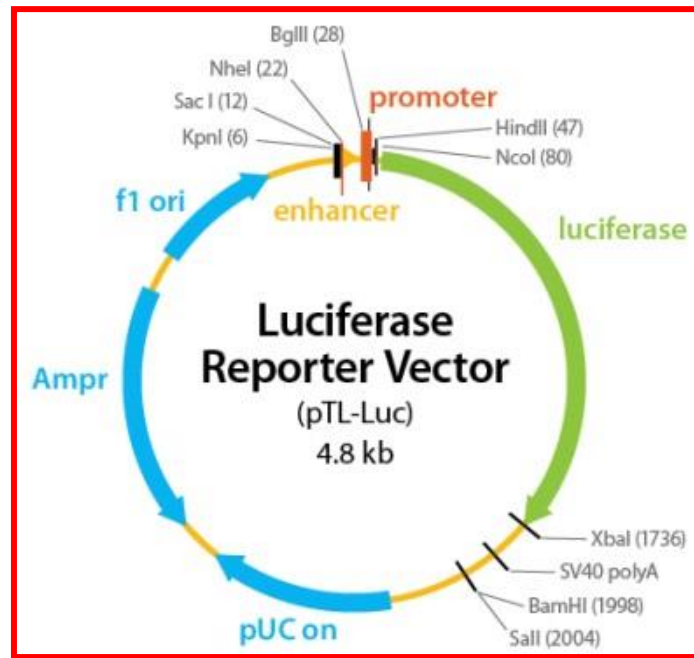 BglII (28)
NheI (22)
promoter
Sac I (12)
HindII (47)
KpnI (6)
NcoI (80)
f1 ori
enhancer
luciferase
Luciferase
Reporter Vector
(pTL-Luc)
4.8 kb
Ampr
XbaI (1736)
SV40 polyA
BamHI (1998)
SalI (2004)
pUC on